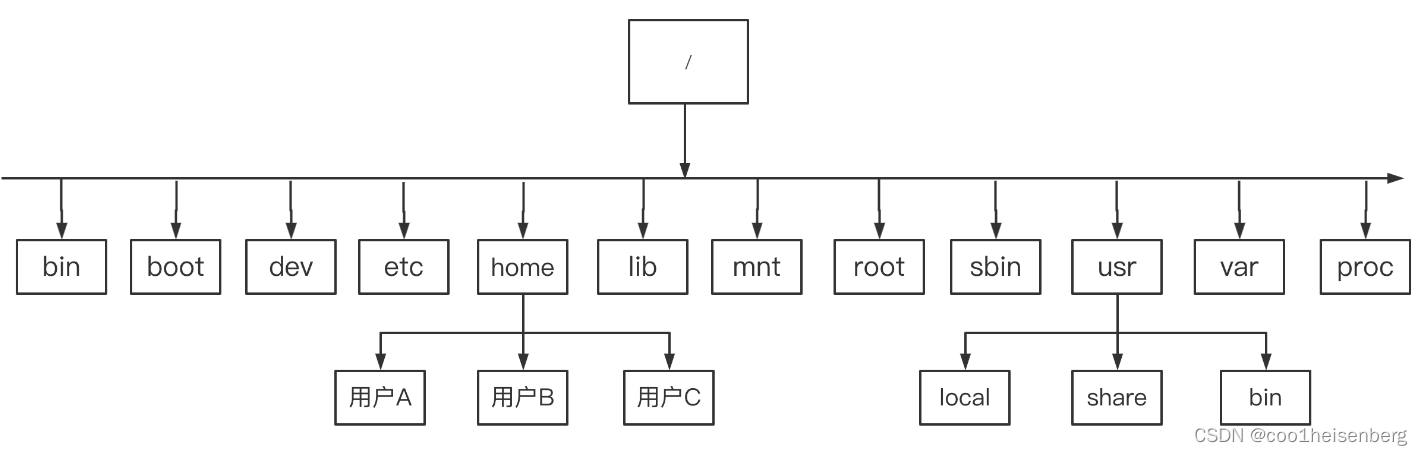 /
bin
boot
dev
etc
home
lib
mnt
root
sbin
usr
var
proc
用户A
用户B
用户C
local
share
bin
CSDN @coo1heisenberg